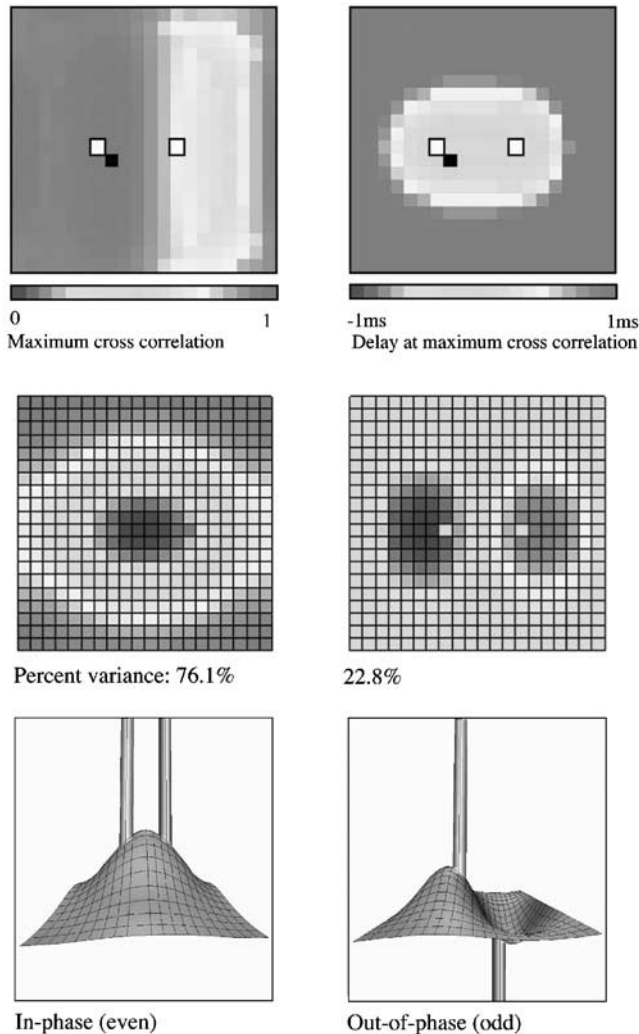 0 1
Maximum cross correlation
-1ms 1ms
Delay at maximum cross correlation
Percent variance: 76.1%
22.8%
In-phase (even)
Out-of-phase (odd)